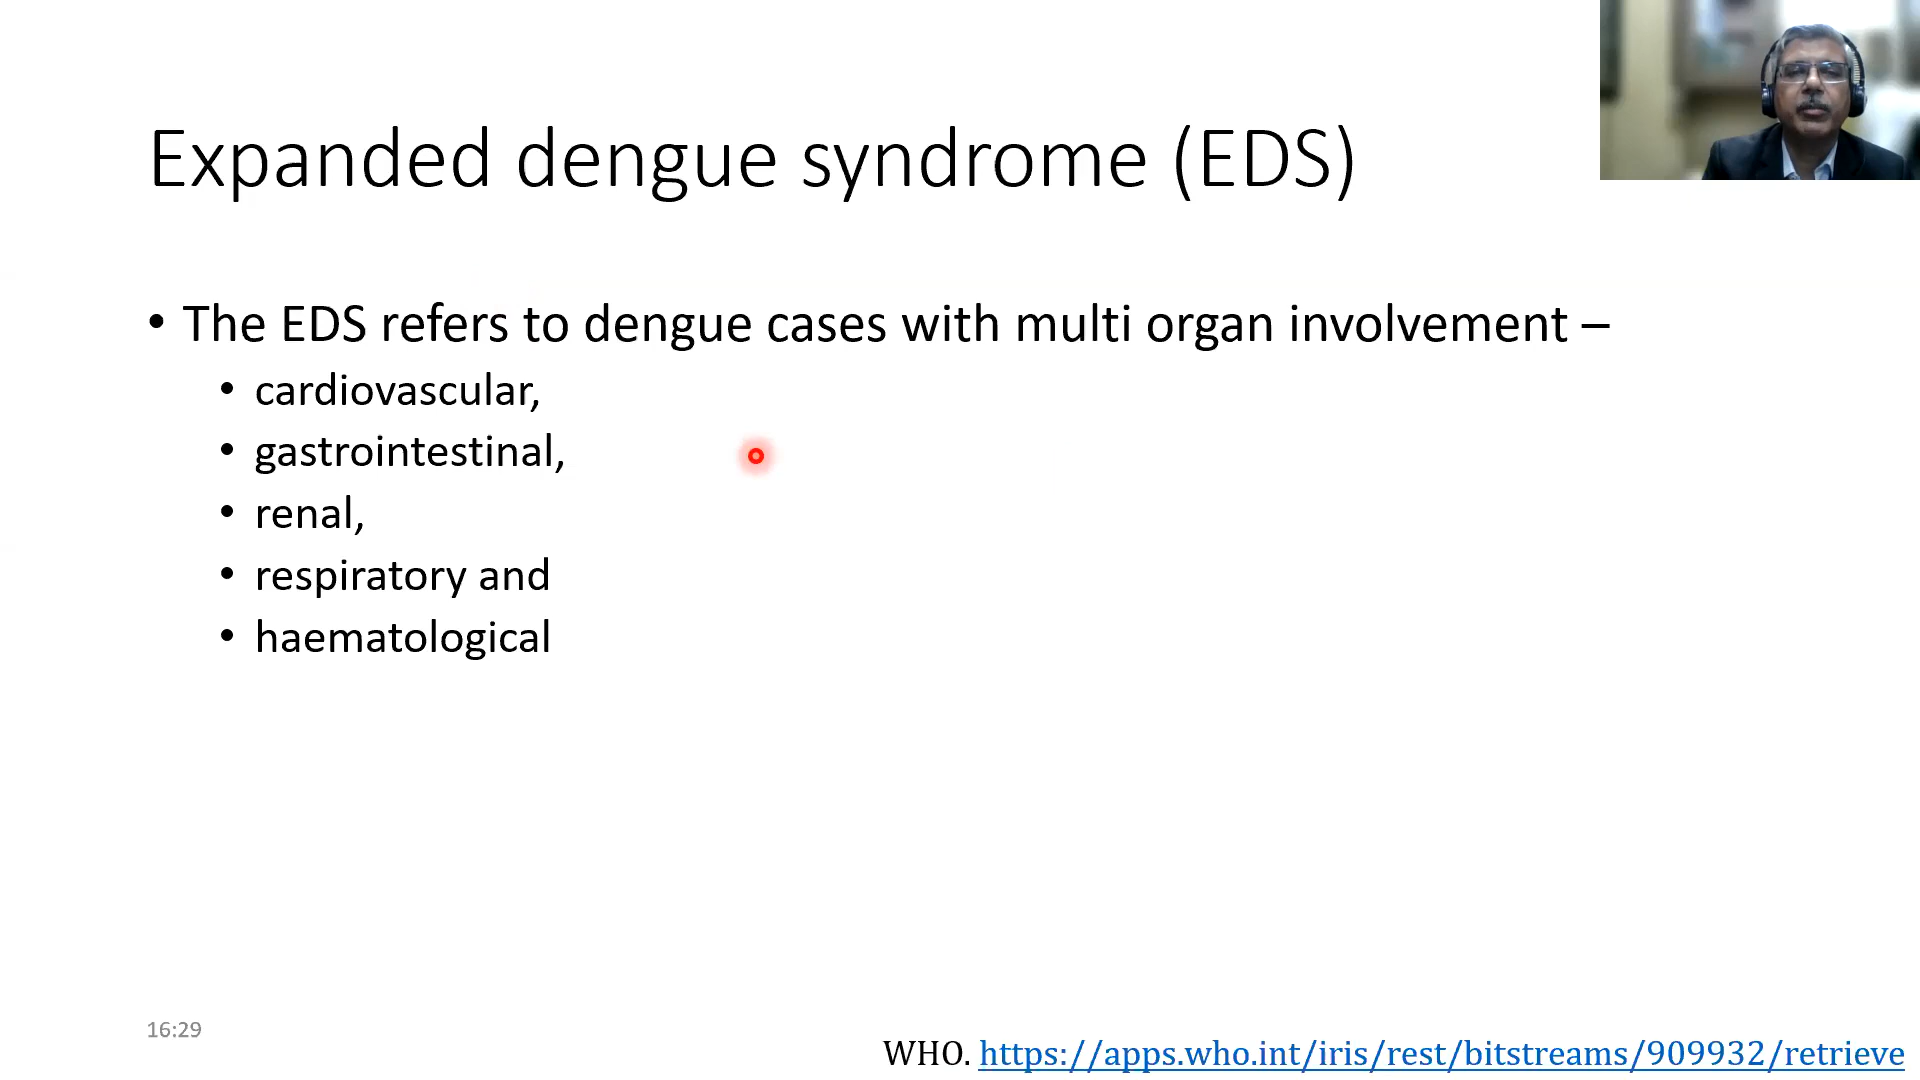 Expanded dengue syndrome (EDS)
• The EDS refers to dengue cases with multi organ involvement –
• cardiovascular,
• gastrointestinal,
• renal,
• respiratory and
• haematological
16:29
WHO. https://apps.who.int/iris/rest/bitstreams/909932/retrieve